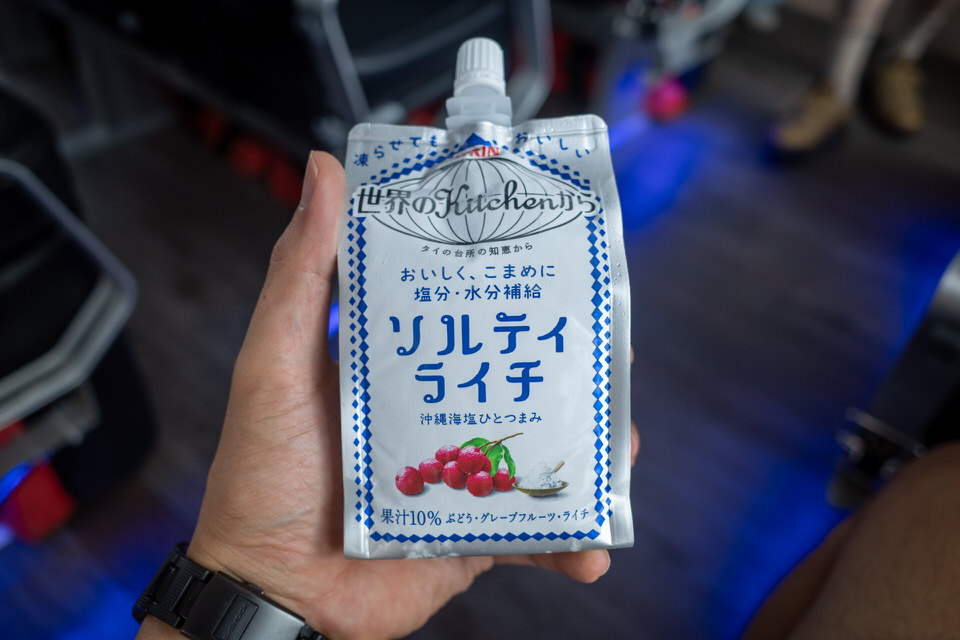 凍らせてもおいしい
KIRIN
世界のKitchenから
タイの台所の知恵から
おいしく、こまめに
塩分・水分補給
ソルティ
ライチ
沖縄海塩ひとつまみ
果汁10% ぶどう・グレープフルーツ・ライチ